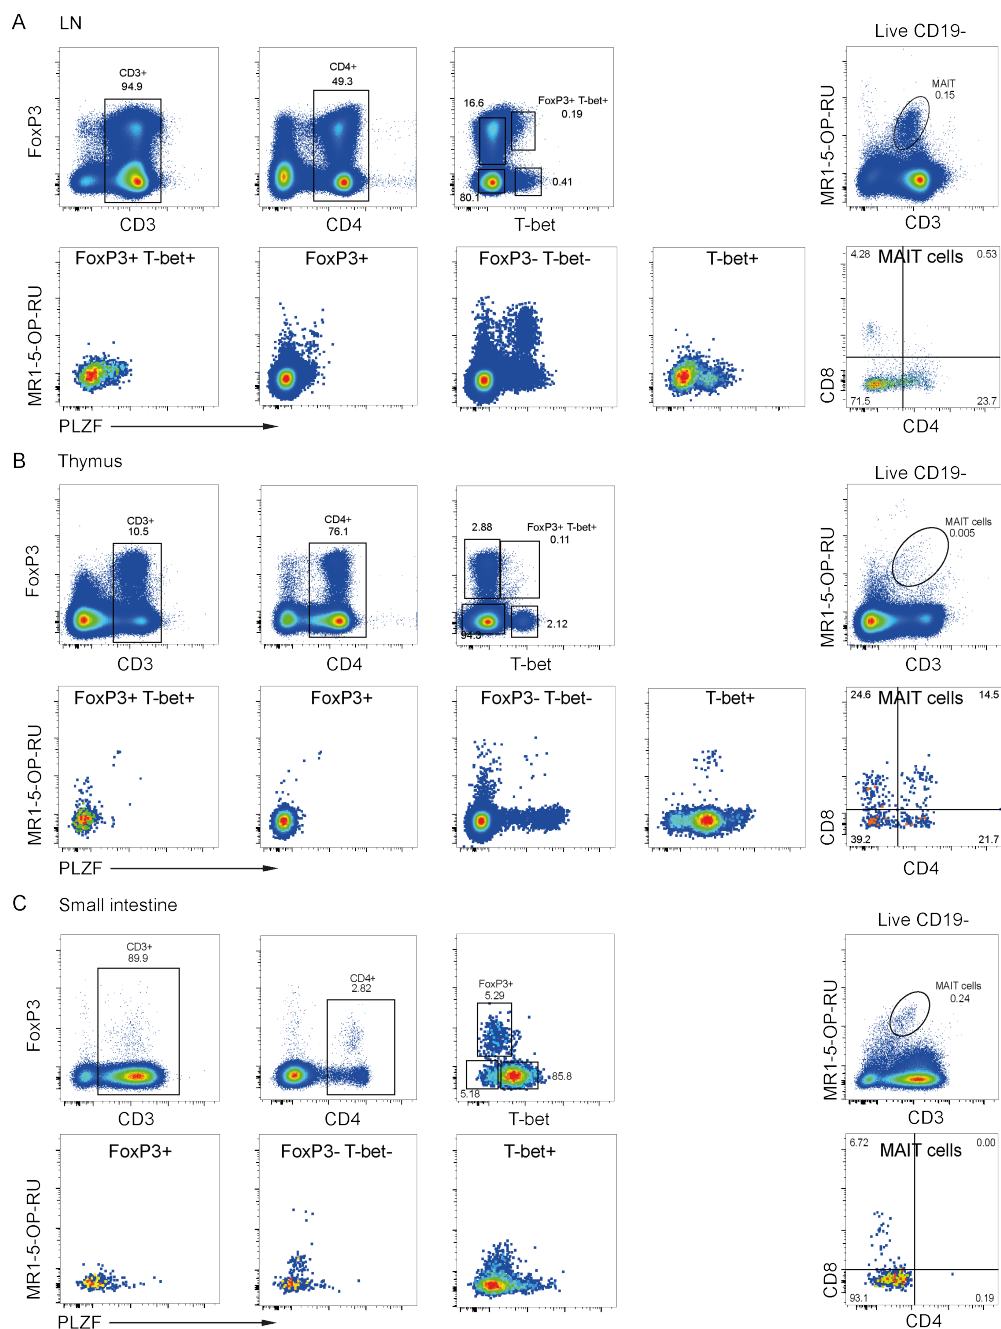 A
LN
Live CD19-
CD3+
94.9
CD4+
49.3
16.6
FoxP3+ T-bet+
0.19
0.41
80.1
MAIT
0.15
FoxP3
CD3
CD4
T-bet
MR1-5-OP-RU
CD3
FoxP3+ T-bet+
FoxP3+
FoxP3- T-bet-
T-bet+
4.28
MAIT cells
0.53
71.5
23.7
MR1-5-OP-RU
PLZF
CD8
CD4
B
Thymus
Live CD19-
CD3+
10.5
CD4+
76.1
2.88
FoxP3+ T-bet+
0.11
2.12
94.3
MAIT cells
0.005
FoxP3
CD3
CD4
T-bet
MR1-5-OP-RU
CD3
FoxP3+ T-bet+
FoxP3+
FoxP3- T-bet-
T-bet+
24.6
MAIT cells
14.5
39.2
21.7
MR1-5-OP-RU
PLZF
CD8
CD4
C
Small intestine
Live CD19-
CD3+
89.9
CD4+
2.82
FoxP3+
5.29
85.8
5.18
MAIT cells
0.24
FoxP3
CD3
CD4
T-bet
MR1-5-OP-RU
CD3
FoxP3+
FoxP3- T-bet-
T-bet+
6.72
MAIT cells
0.00
93.1
0.19
MR1-5-OP-RU
PLZF
CD8
CD4